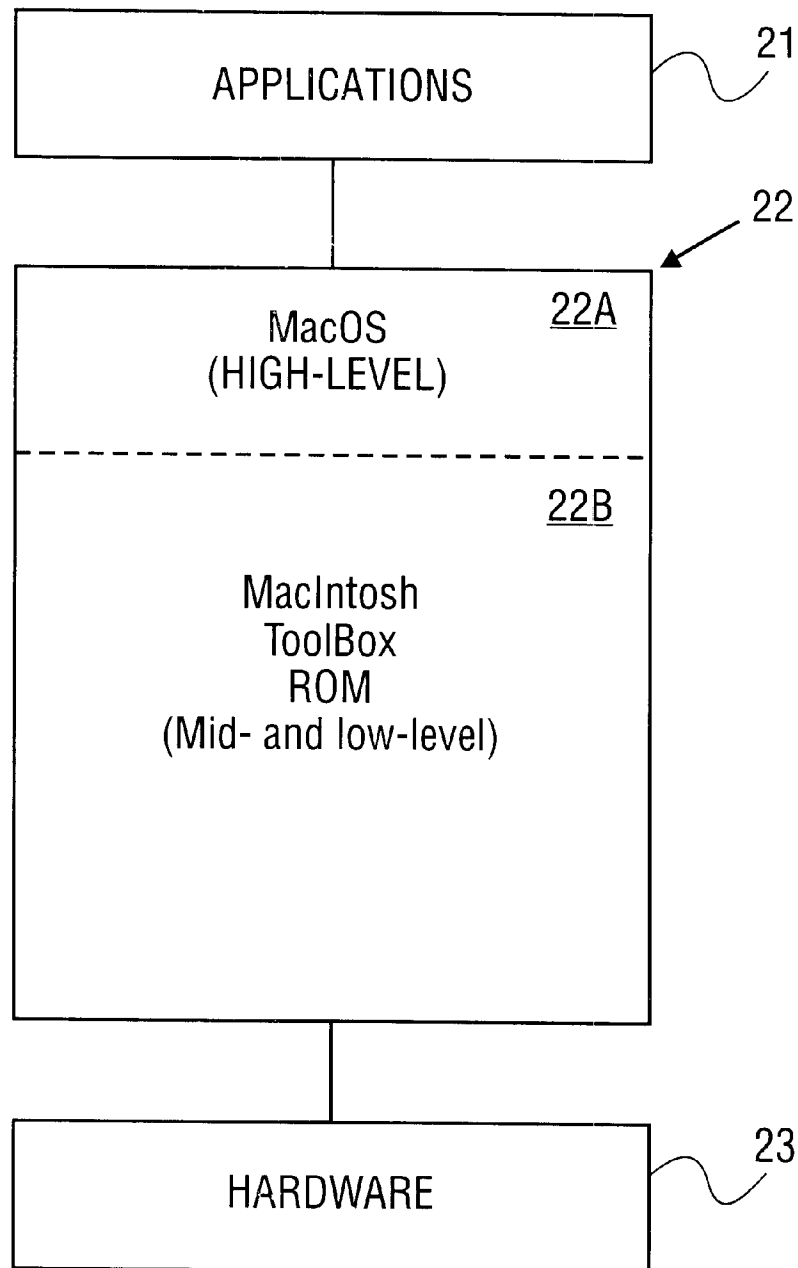 APPLICATIONS
21
22
22A
MacOS
(HIGH-LEVEL)
22B
MacIntosh
ToolBox
ROM
(Mid- and low-level)
HARDWARE
23